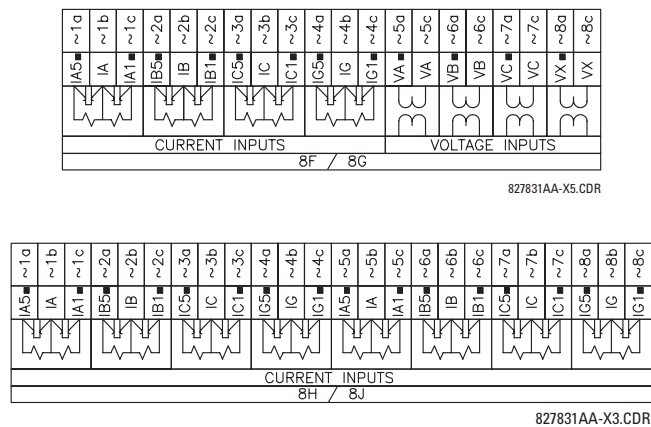 ~1a ~1b ~1c ~2a ~2b ~2c ~3a ~3b ~3c ~4a ~4b ~4c ~5a ~5c ~6a ~6c ~7a ~7c ~8a ~8c
IA5 IA IA1 IB5 IB IB1 IC5 IC IC1 IG5 IG IG1 VA VA VB VB VC VC VX VX
CURRENT INPUTS VOLTAGE INPUTS
8F / 8G
827831AA-X5.CDR
~1a ~1b ~1c ~2a ~2b ~2c ~3a ~3b ~3c ~4a ~4b ~4c ~5a ~5b ~5c ~6a ~6b ~6c ~7a ~7b ~7c ~8a ~8b ~8c
IA5 IA IA1 IB5 IB IB1 IC5 IC IC1 IG5 IG IG1 IA5 IA IA1 IB5 IB IB1 IC5 IC IC1 IG5 IG IG1
CURRENT INPUTS
8H / 8J
827831AA-X3.CDR